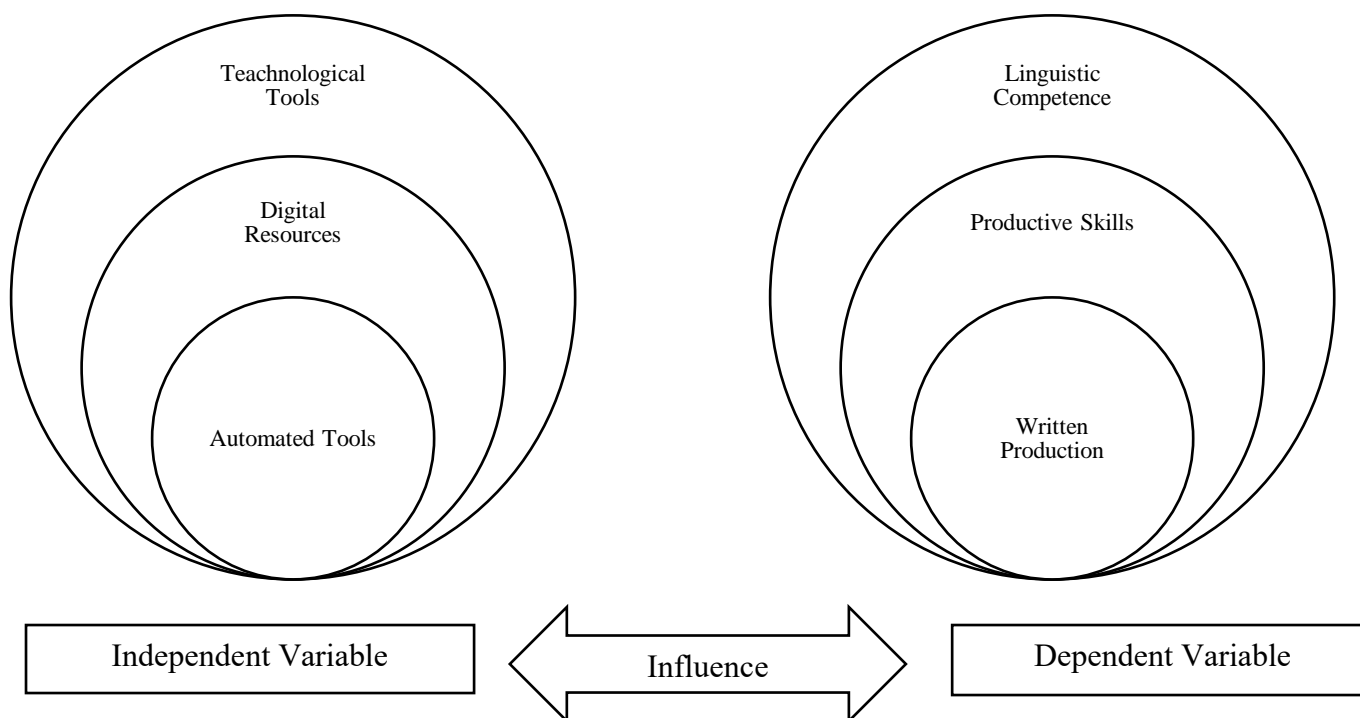 Teachnological
Tools
Digital
Resources
Automated Tools
Linguistic
Competence
Productive Skills
Written
Production
Independent Variable
Influence
Dependent Variable